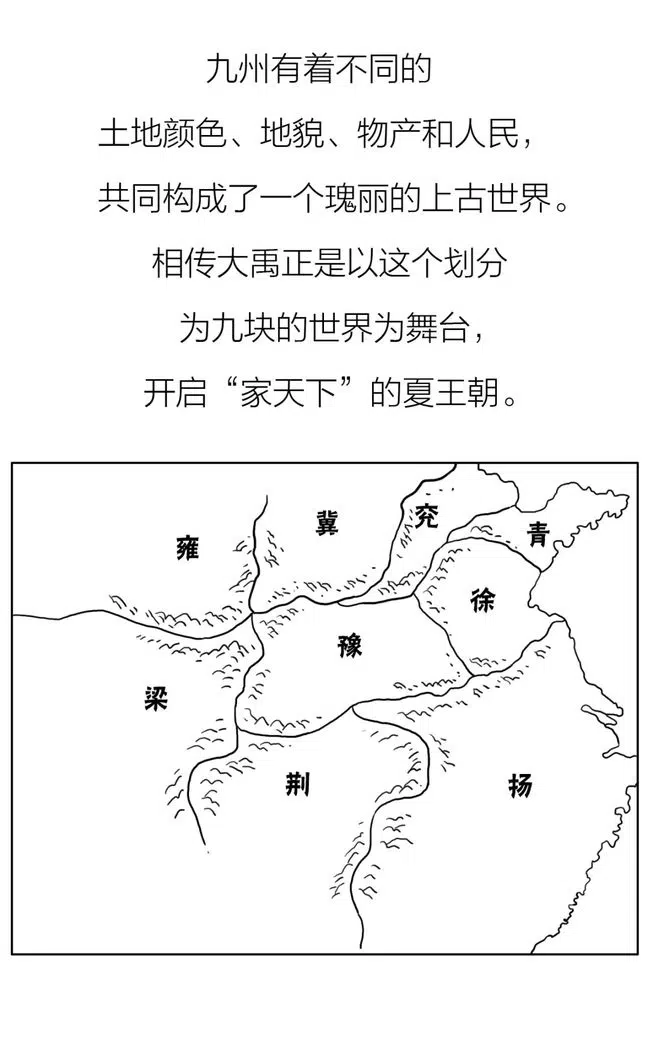 九州有着不同的
土地颜色、地貌、物产和人民，
共同构成了一个瑰丽的上古世界。
相传大禹正是以这个划分
为九块的世界为舞台，
开启“家天下”的夏王朝。
雍
冀
兖
青
徐
豫
梁
荆
扬